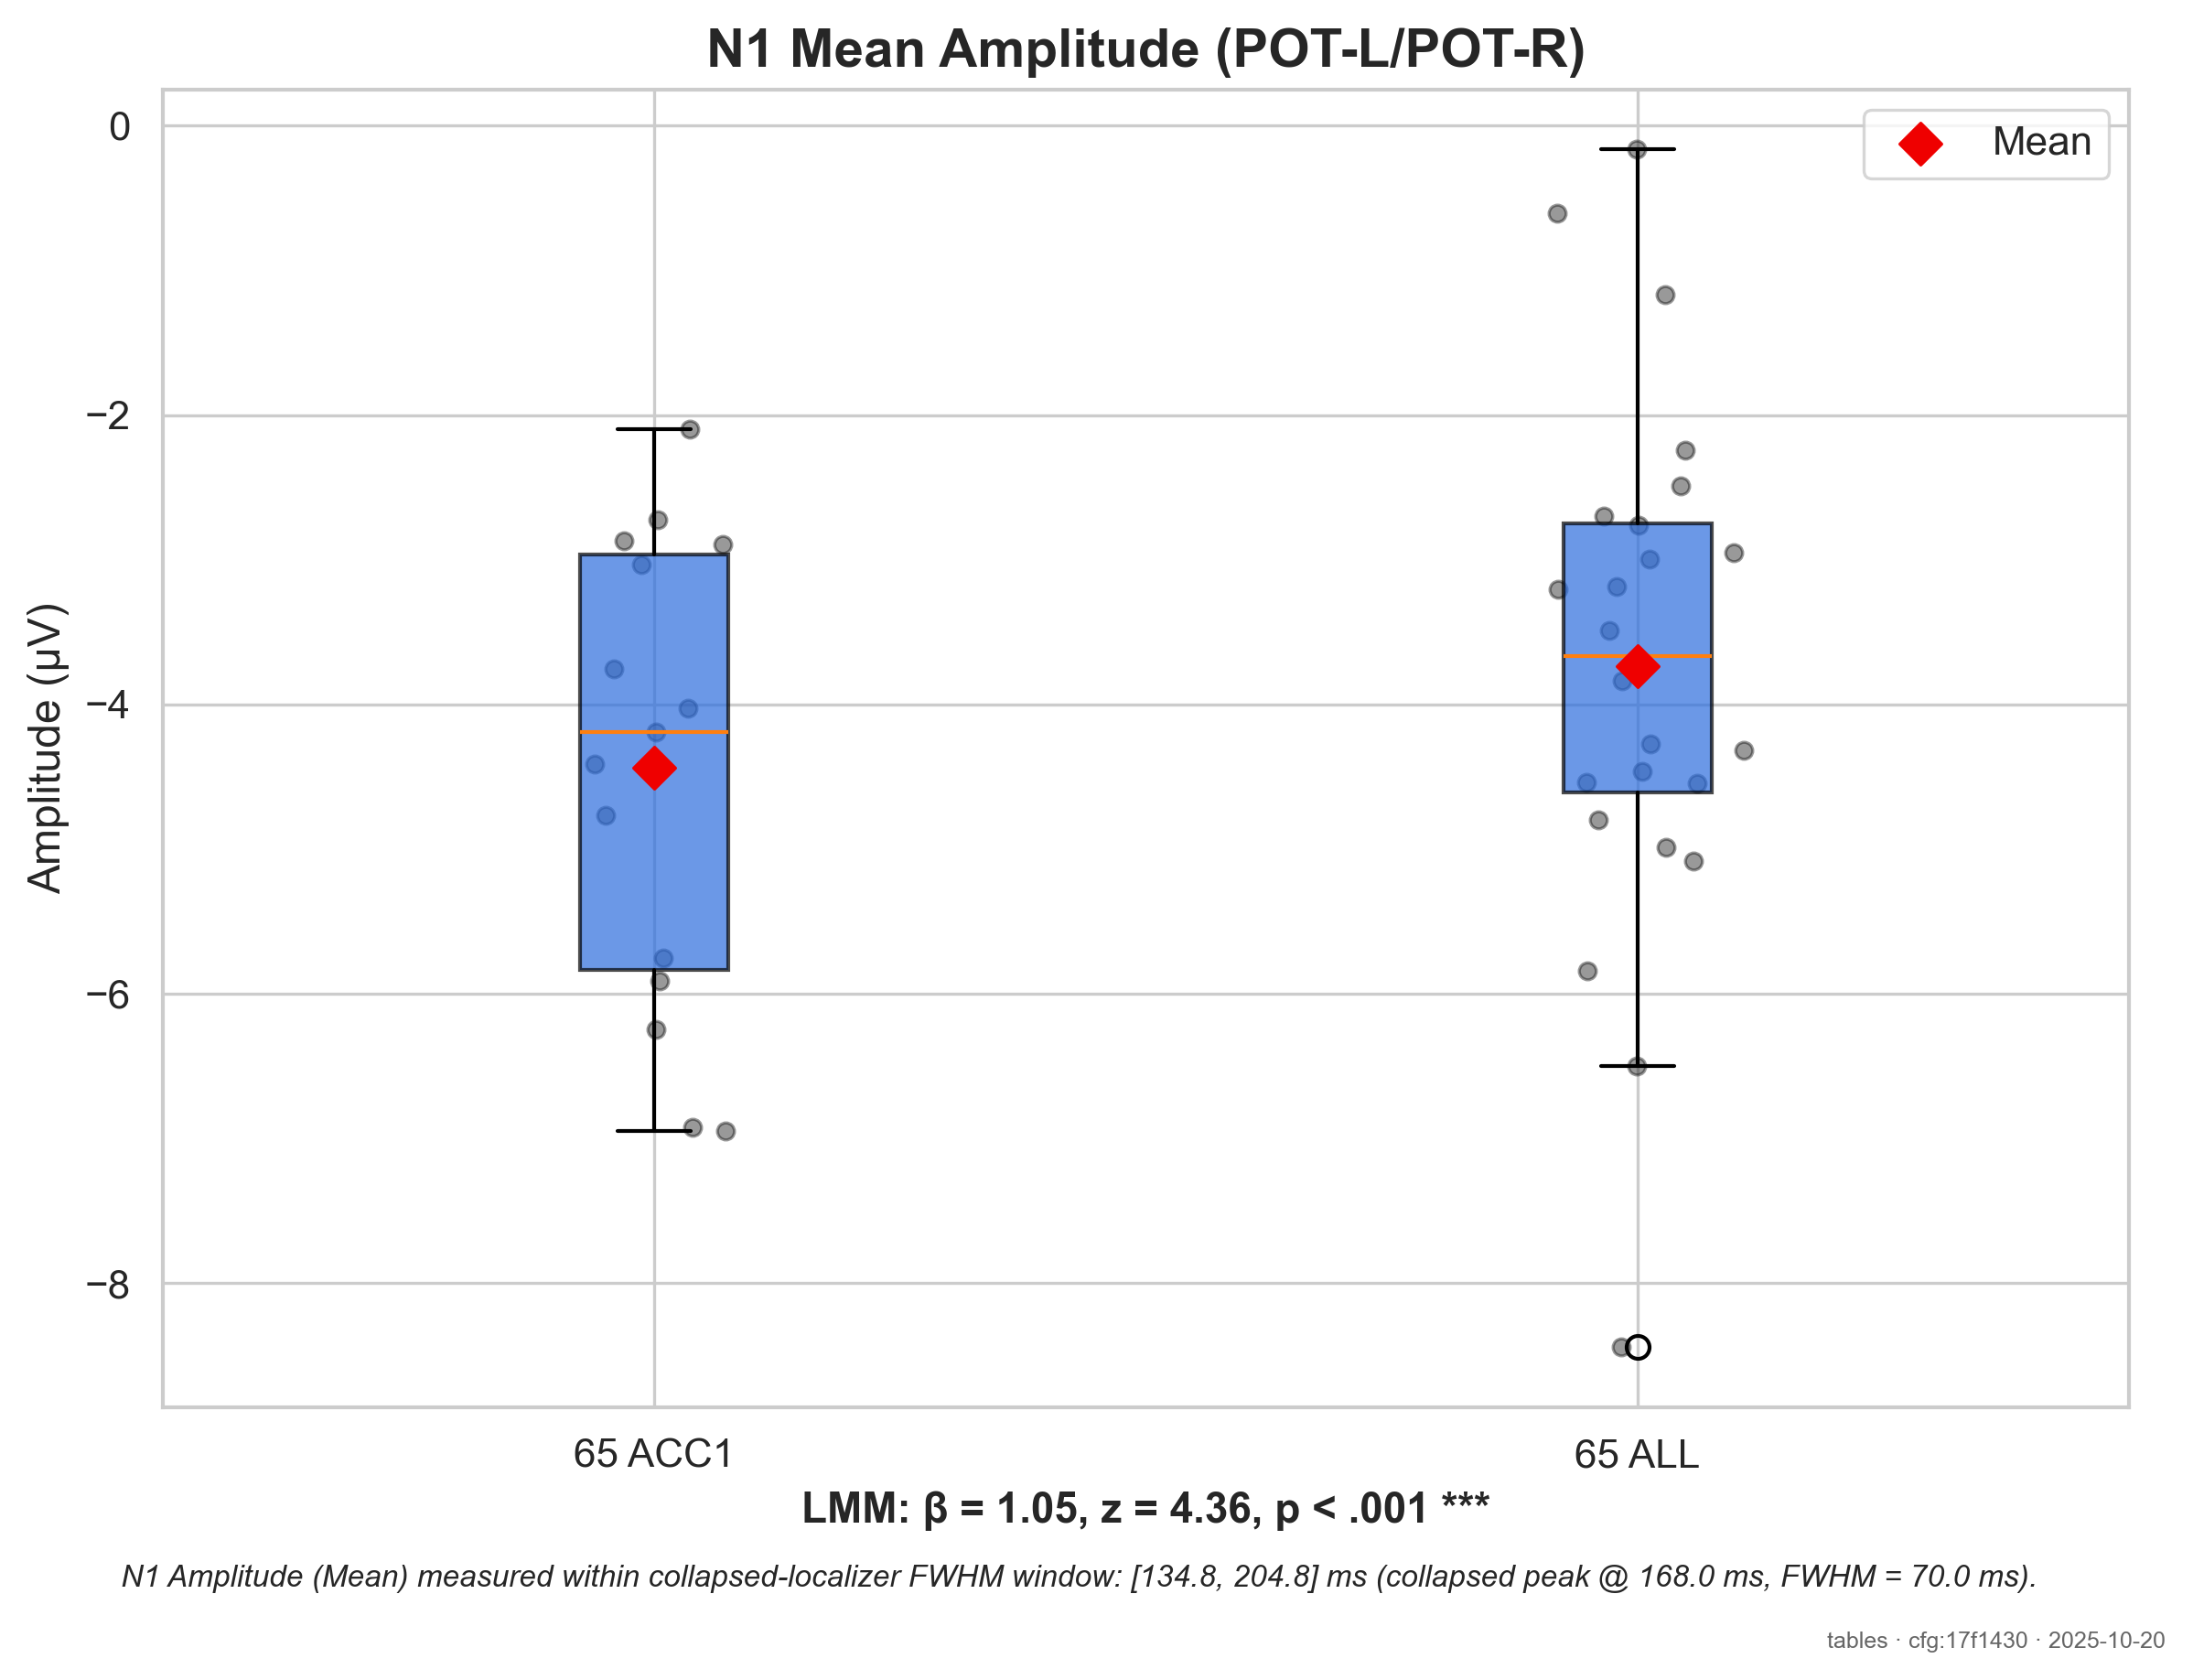 N1 Mean Amplitude (POT-L/POT-R)
Mean
0
−2
−4
−6
−8
Amplitude (µV)
65 ACC1
65 ALL
LMM: β = 1.05, z = 4.36, p < .001 ***
N1 Amplitude (Mean) measured within collapsed-localizer FWHM window: [134.8, 204.8] ms (collapsed peak @ 168.0 ms, FWHM = 70.0 ms).
tables · cfg:17f1430 · 2025-10-20